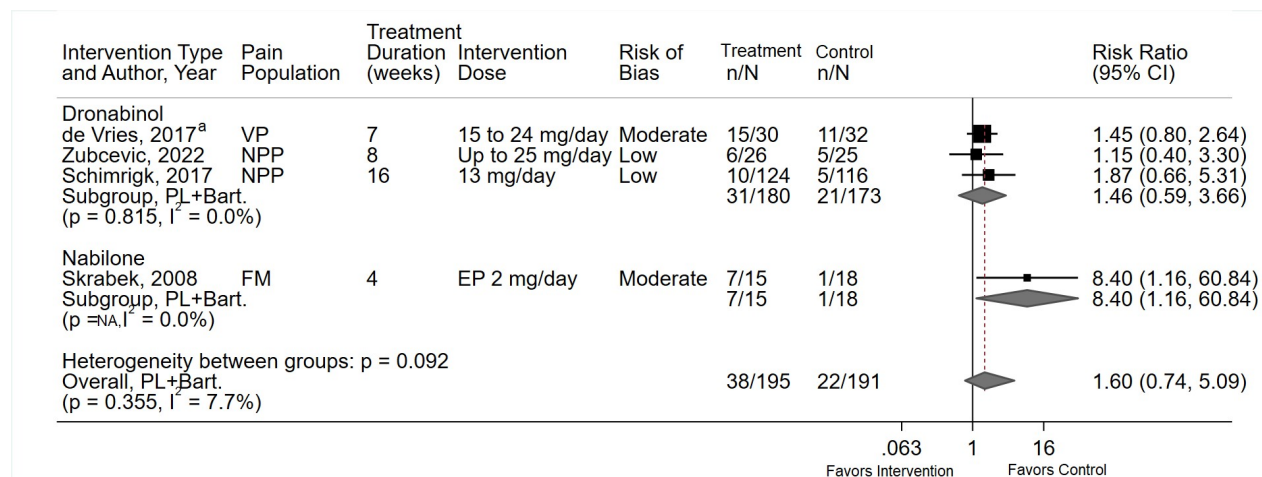 Intervention Type and Author, Year Pain Population Treatment Duration (weeks) Intervention Dose Risk of Bias Treatment n/N Control n/N Risk Ratio (95% CI)
Dronabinol
de Vries, 2017a VP 7 15 to 24 mg/day Moderate 15/30 11/32 1.45 (0.80, 2.64)
Zubcevic, 2022 NPP 8 Up to 25 mg/day Low 6/26 5/25 1.15 (0.40, 3.30)
Schimrigk, 2017 NPP 16 13 mg/day Low 10/124 5/116 1.87 (0.66, 5.31)
Subgroup, PL+Bart. 31/180 21/173 1.46 (0.59, 3.66)
(p = 0.815, I2 = 0.0%)
Nabilone
Skrabek, 2008 FM 4 EP 2 mg/day Moderate 7/15 1/18 8.40 (1.16, 60.84)
Subgroup, PL+Bart. 7/15 1/18 8.40 (1.16, 60.84)
(p =NA,I2 = 0.0%)
Heterogeneity between groups: p = 0.092
Overall, PL+Bart. 38/195 22/191 1.60 (0.74, 5.09)
(p = 0.355, I2 = 7.7%)
.063 1 16
Favors Intervention Favors Control